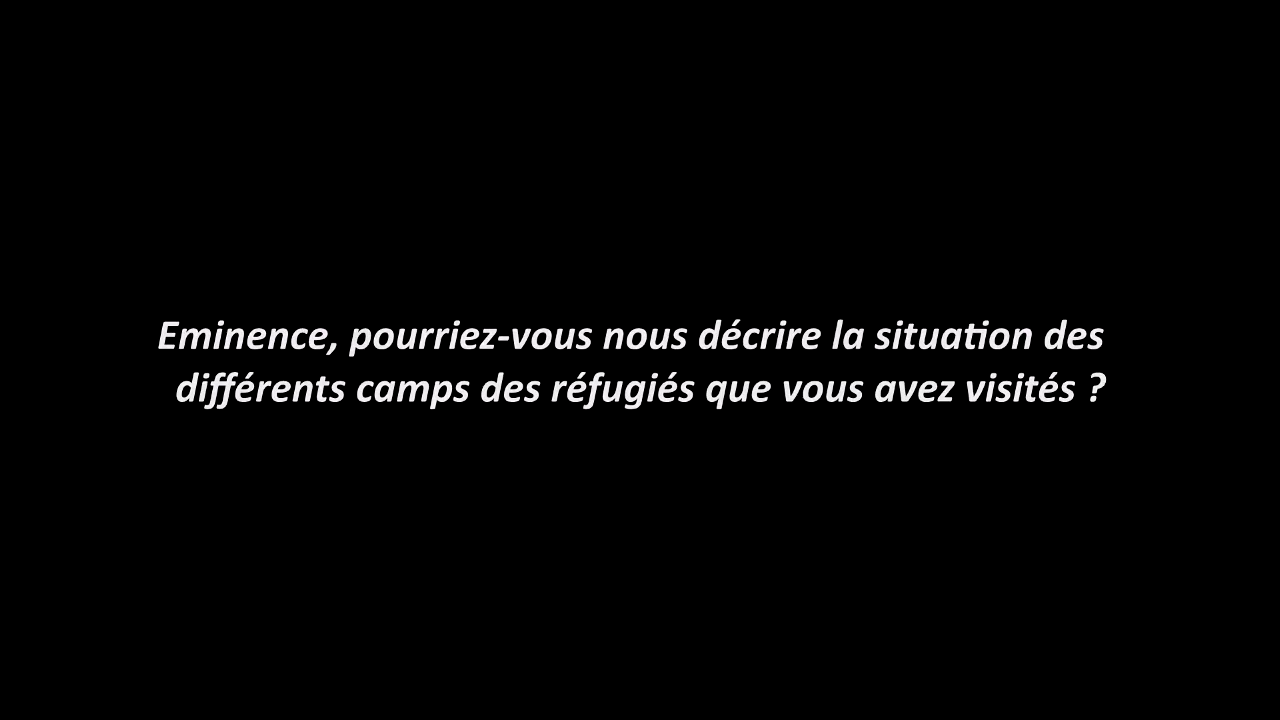 Eminence, pourriez-vous nous décrire la situation des
différents camps des réfugiés que vous avez visités ?